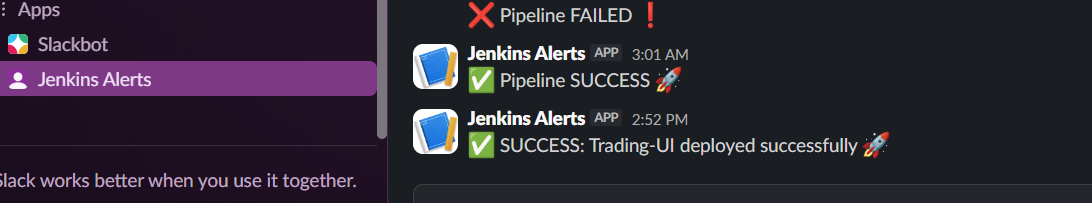 Apps
Slackbot
Jenkins Alerts
Slack works better when you use it together.
❌ Pipeline FAILED ❗
Jenkins Alerts APP 3:01 AM
✅ Pipeline SUCCESS 🚀
Jenkins Alerts APP 2:52 PM
✅ SUCCESS: Trading-UI deployed successfully 🚀